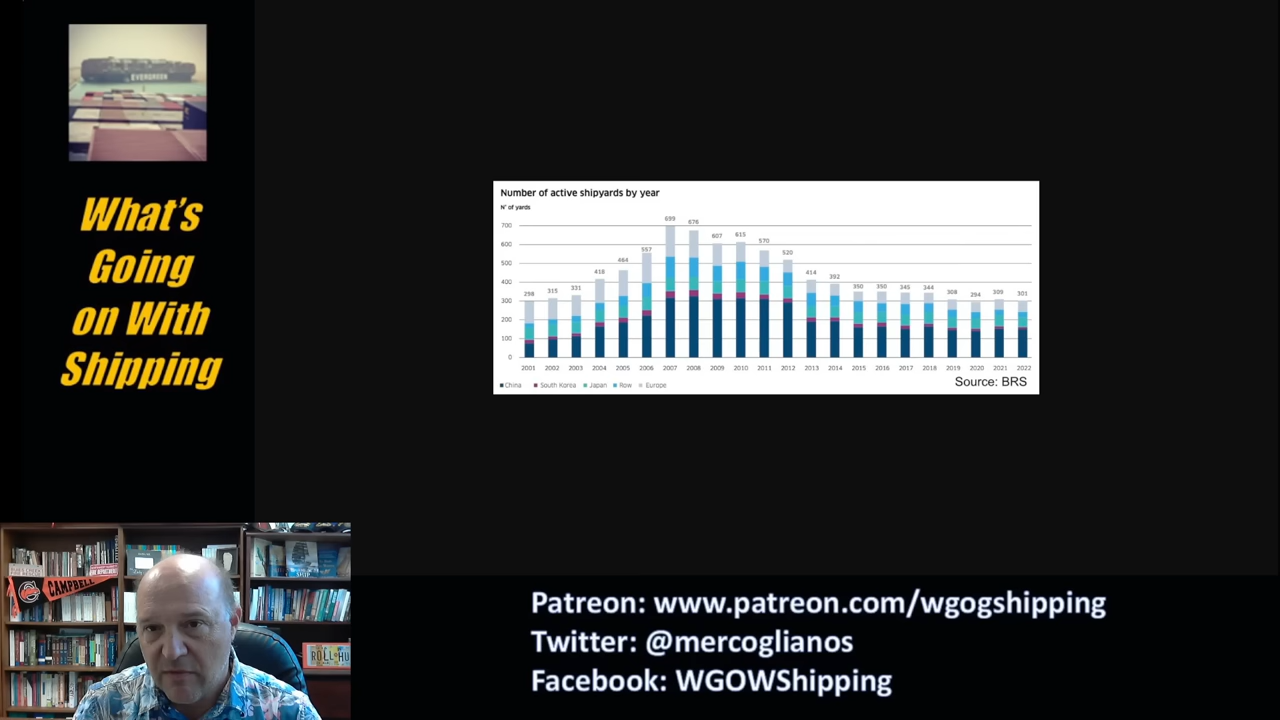 EVERGREEN
What's
Going
on With
Shipping
Number of active shipyards by year
N° of yards
700
600
500
400
300
200
100
0
298
315
331
418
464
557
699
676
607
615
570
520
414
392
350
350
345
344
308
294
309
301
2001 2002 2003 2004 2005 2006 2007 2008 2009 2010 2011 2012 2013 2014 2015 2016 2017 2018 2019 2020 2021 2022
China South Korea Japan Row Europe
Source: BRS
CAMPBELL
ROLL
Patreon: www.patreon.com/wgogshipping
Twitter: @mercoglianos
Facebook: WGOWShipping